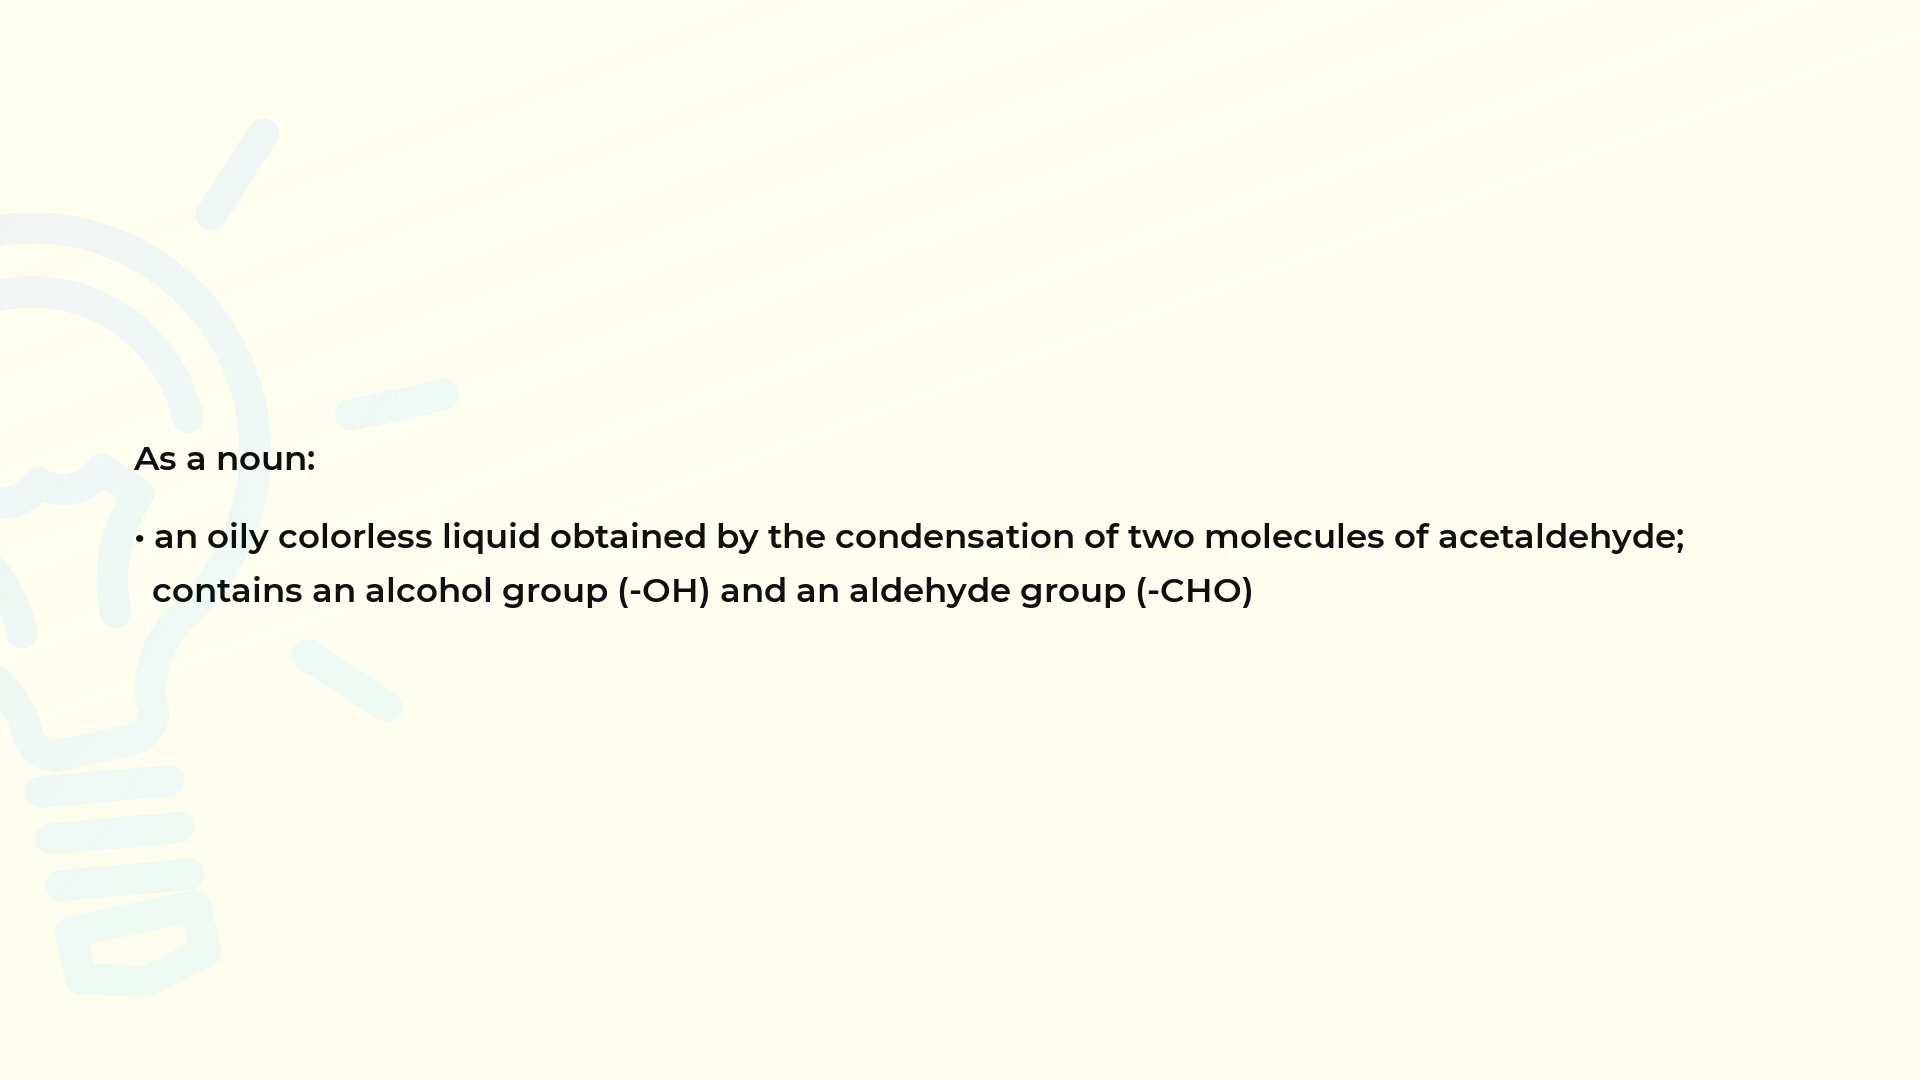 As a noun:
• an oily colorless liquid obtained by the condensation of two molecules of acetaldehyde;
contains an alcohol group (-OH) and an aldehyde group (-CHO)